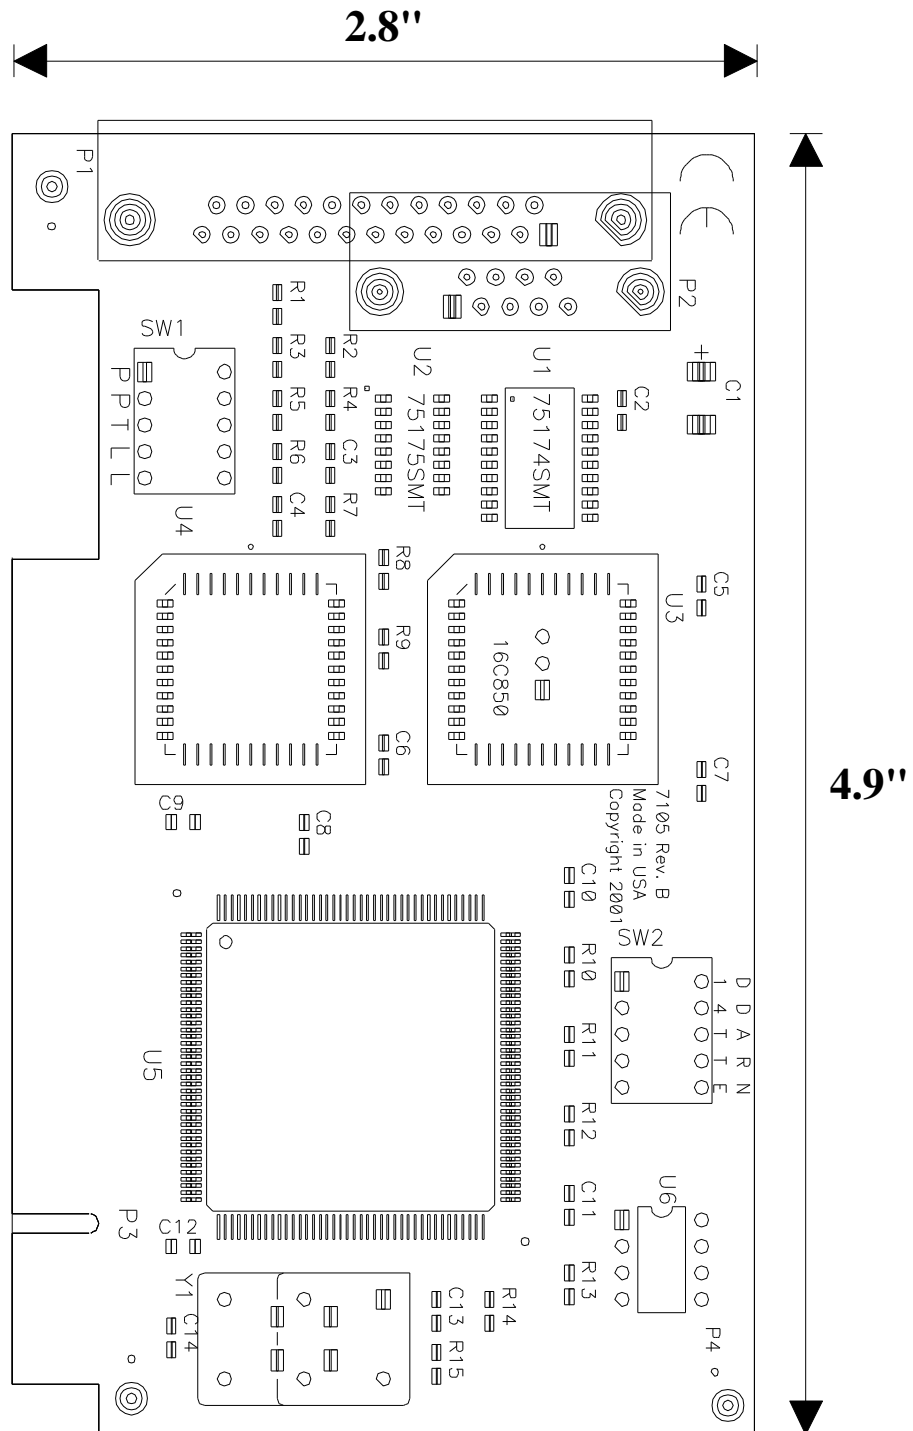 2.8"
P1
P2
R1
SW1
R3
R2
U2
U1
+
C1
P
P
T
L
L
R5
R4
75175SMT
75174SMT
C2
R6
C3
C4
R7
U4
R8
C5
U3
R9
16C850
C6
C7
4.9"
C9
C8
7105 Rev. B
Made in USA
Copyright 2001
C10
SW2
R10
D 1
D 4
A T
R T
N E
R11
U5
R12
C11
U6
P3
C12
R13
Y1
C13
R14
C14
R15
P4